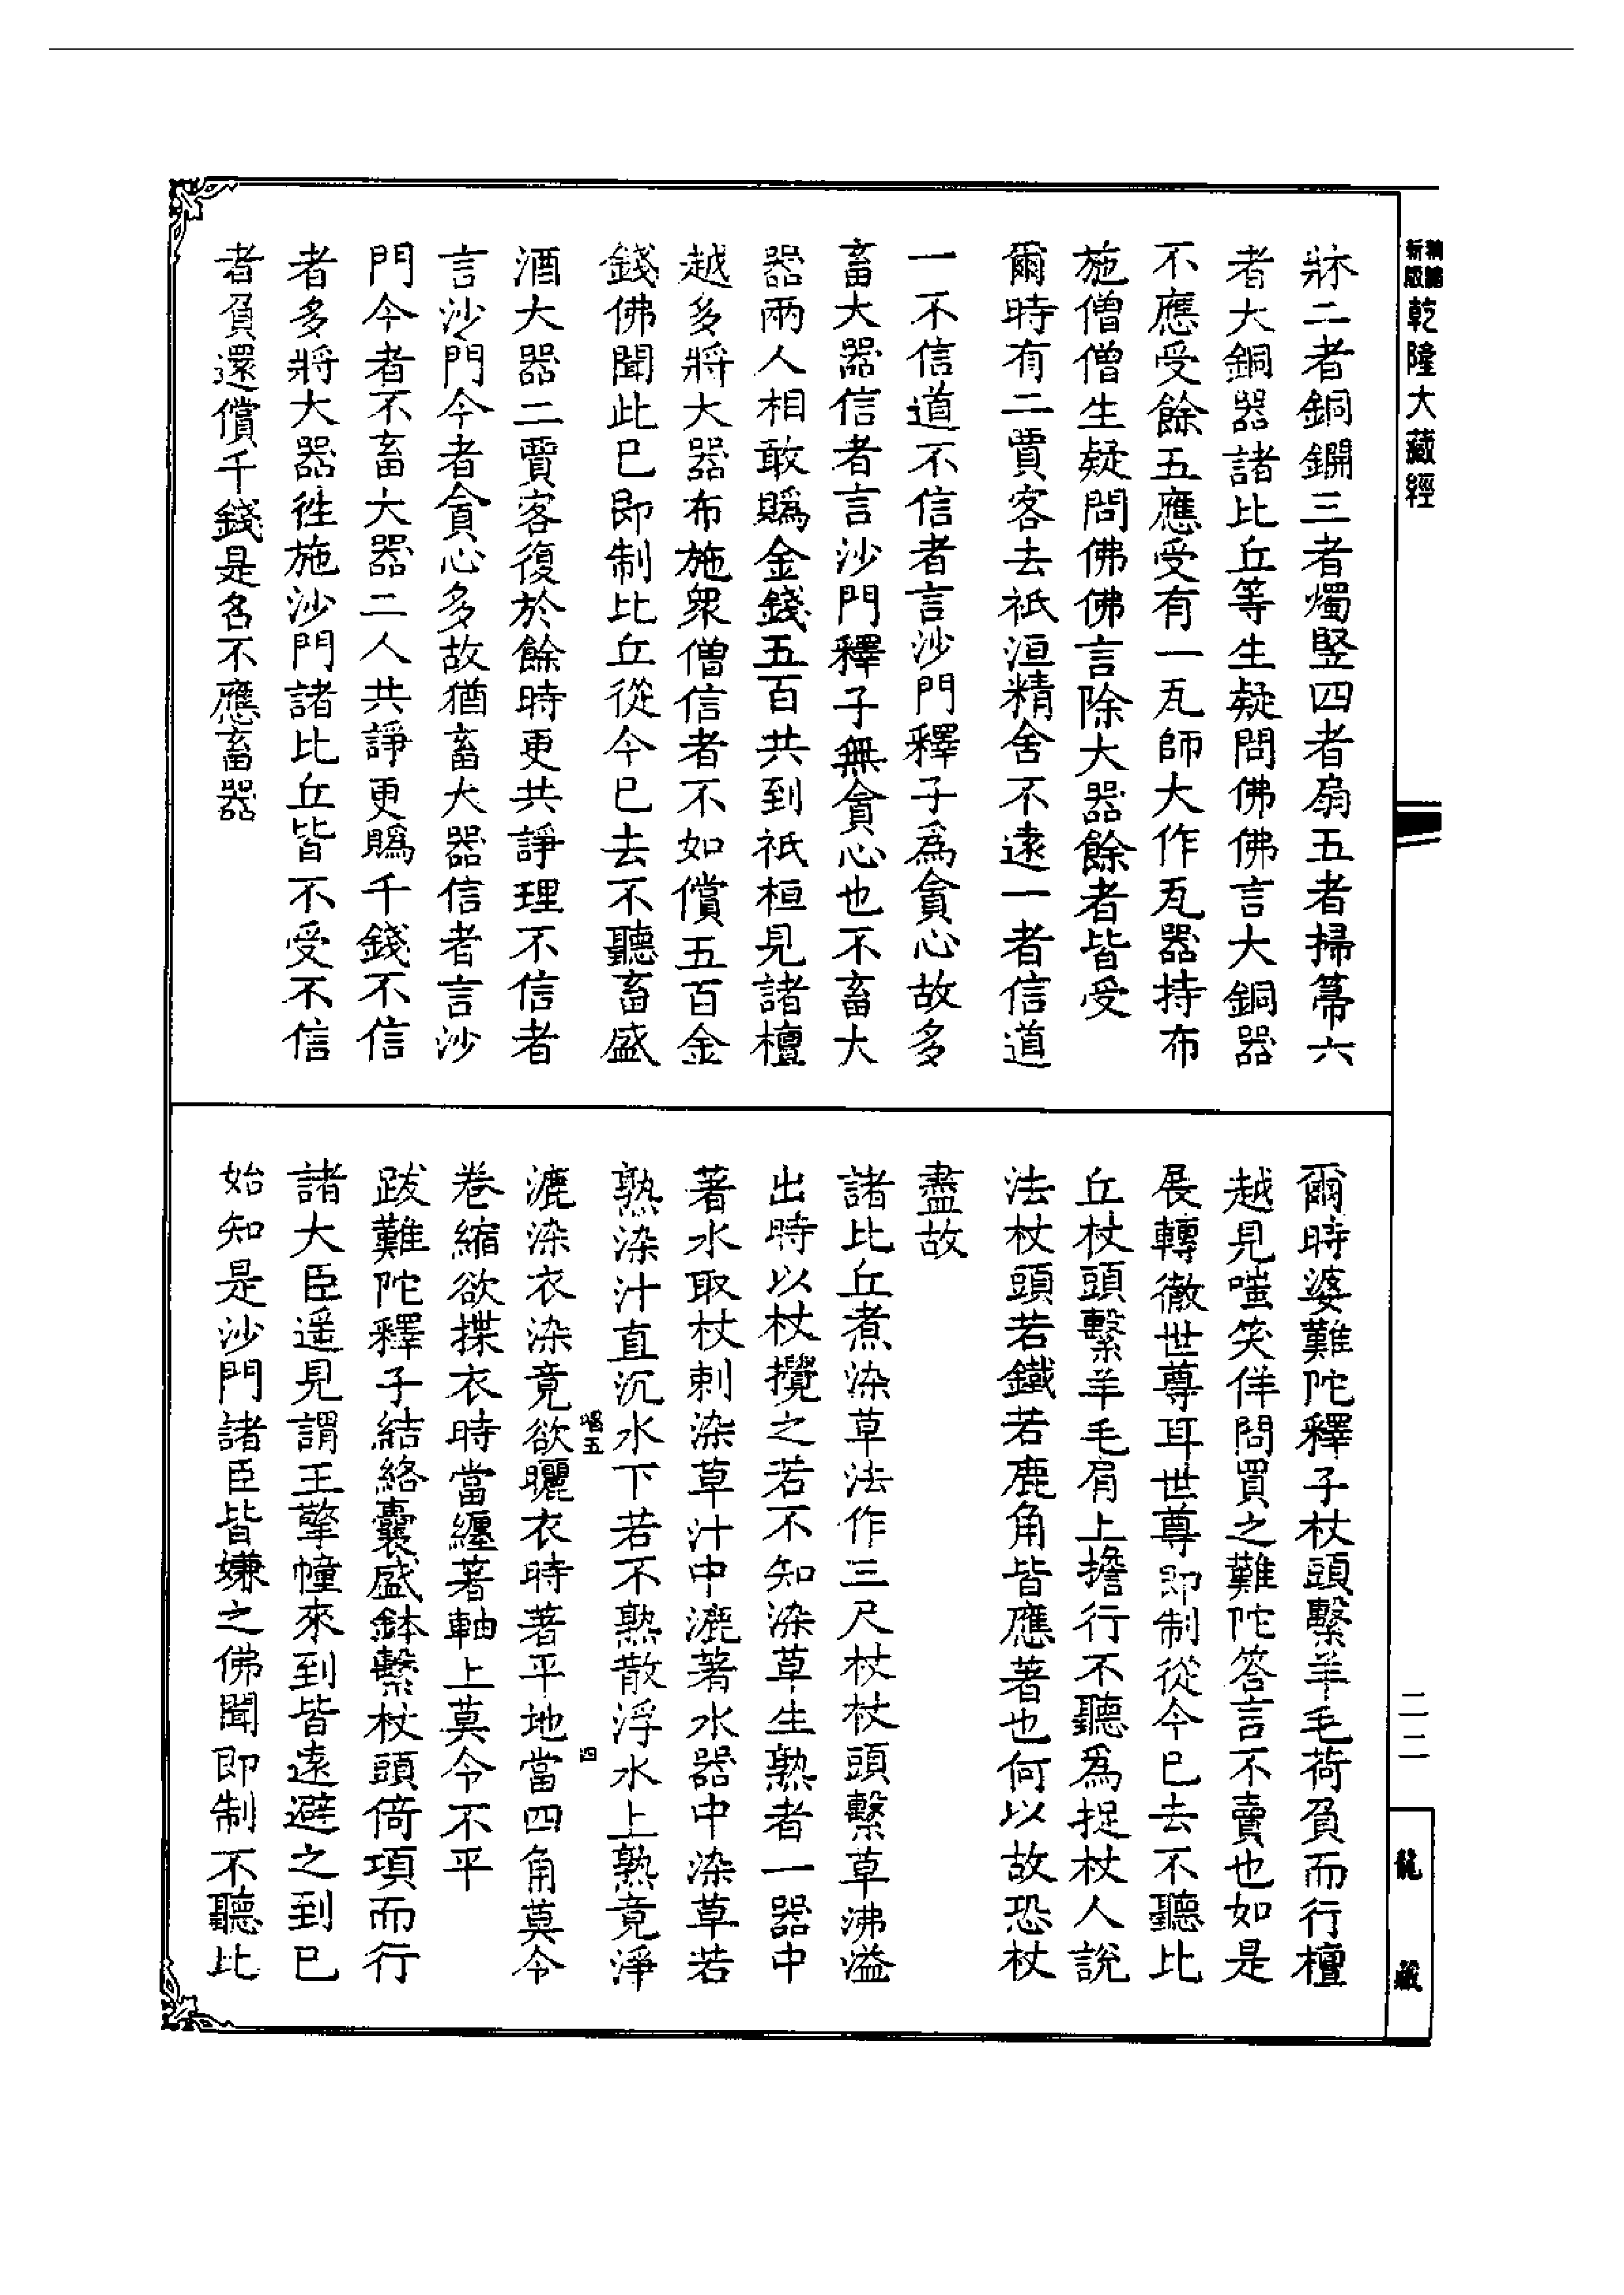 精縮新版乾隆大藏經
牀二者銅鐗三者燭豎四者扇五者掃箒六
者大銅器諸比丘等生疑問佛佛言大銅器
不應受餘五應受有一瓦師大作瓦器持布
施僧僧生疑問佛佛言除大器餘者皆受
爾時有二賈客去祇洹精舍不遠一者信道
一不信道不信者言沙門釋子為貪心故多
畜大器信者言沙門釋子無貪心也不畜大
器兩人相敢賜金錢五百共到祇桓見諸檀
越多將大器布施眾僧信者不如償五百金
錢佛聞此已即制比丘從今已去不聽畜盛
酒大器二賈客復於餘時更共諍理不信者
言沙門今者貪心多故猶畜大器信者言沙
門今者不畜大器二人共諍更賜千錢不信
者多將大器徃施沙門諸比丘皆不受不信
者負還償千錢是名不應畜器
爾時婆難陀釋子杖頭繫羊毛荷負而行檀
越見嗤笑佯問買之難陀答言不賣也如是
展轉徹世尊耳世尊即制從今已去不聽比
丘杖頭繫羊毛肩上擔行不聽為捉杖人說
法杖頭若鐵若鹿角皆應著也何以故恐杖
盡故
諸比丘煮染草法作三尺杖杖頭繫草沸溢
出時以杖攪之若不知染草生熟者一器中
著水取杖刺染草汁中漉著水器中染草若
熟染汁直沉水下若不熟散浮水上熟竟淨
漉染衣染竟欲曬衣時著平地當四角莫令
卷縮欲揲衣時當纏著軸上莫令不平
跋難陀釋子結絡囊盛鉢繫杖頭倚項而行
諸大臣遥見謂王擎幢來到皆遠避之到已
始知是沙門諸臣皆嫌之佛聞即制不聽比
二二
龍藏